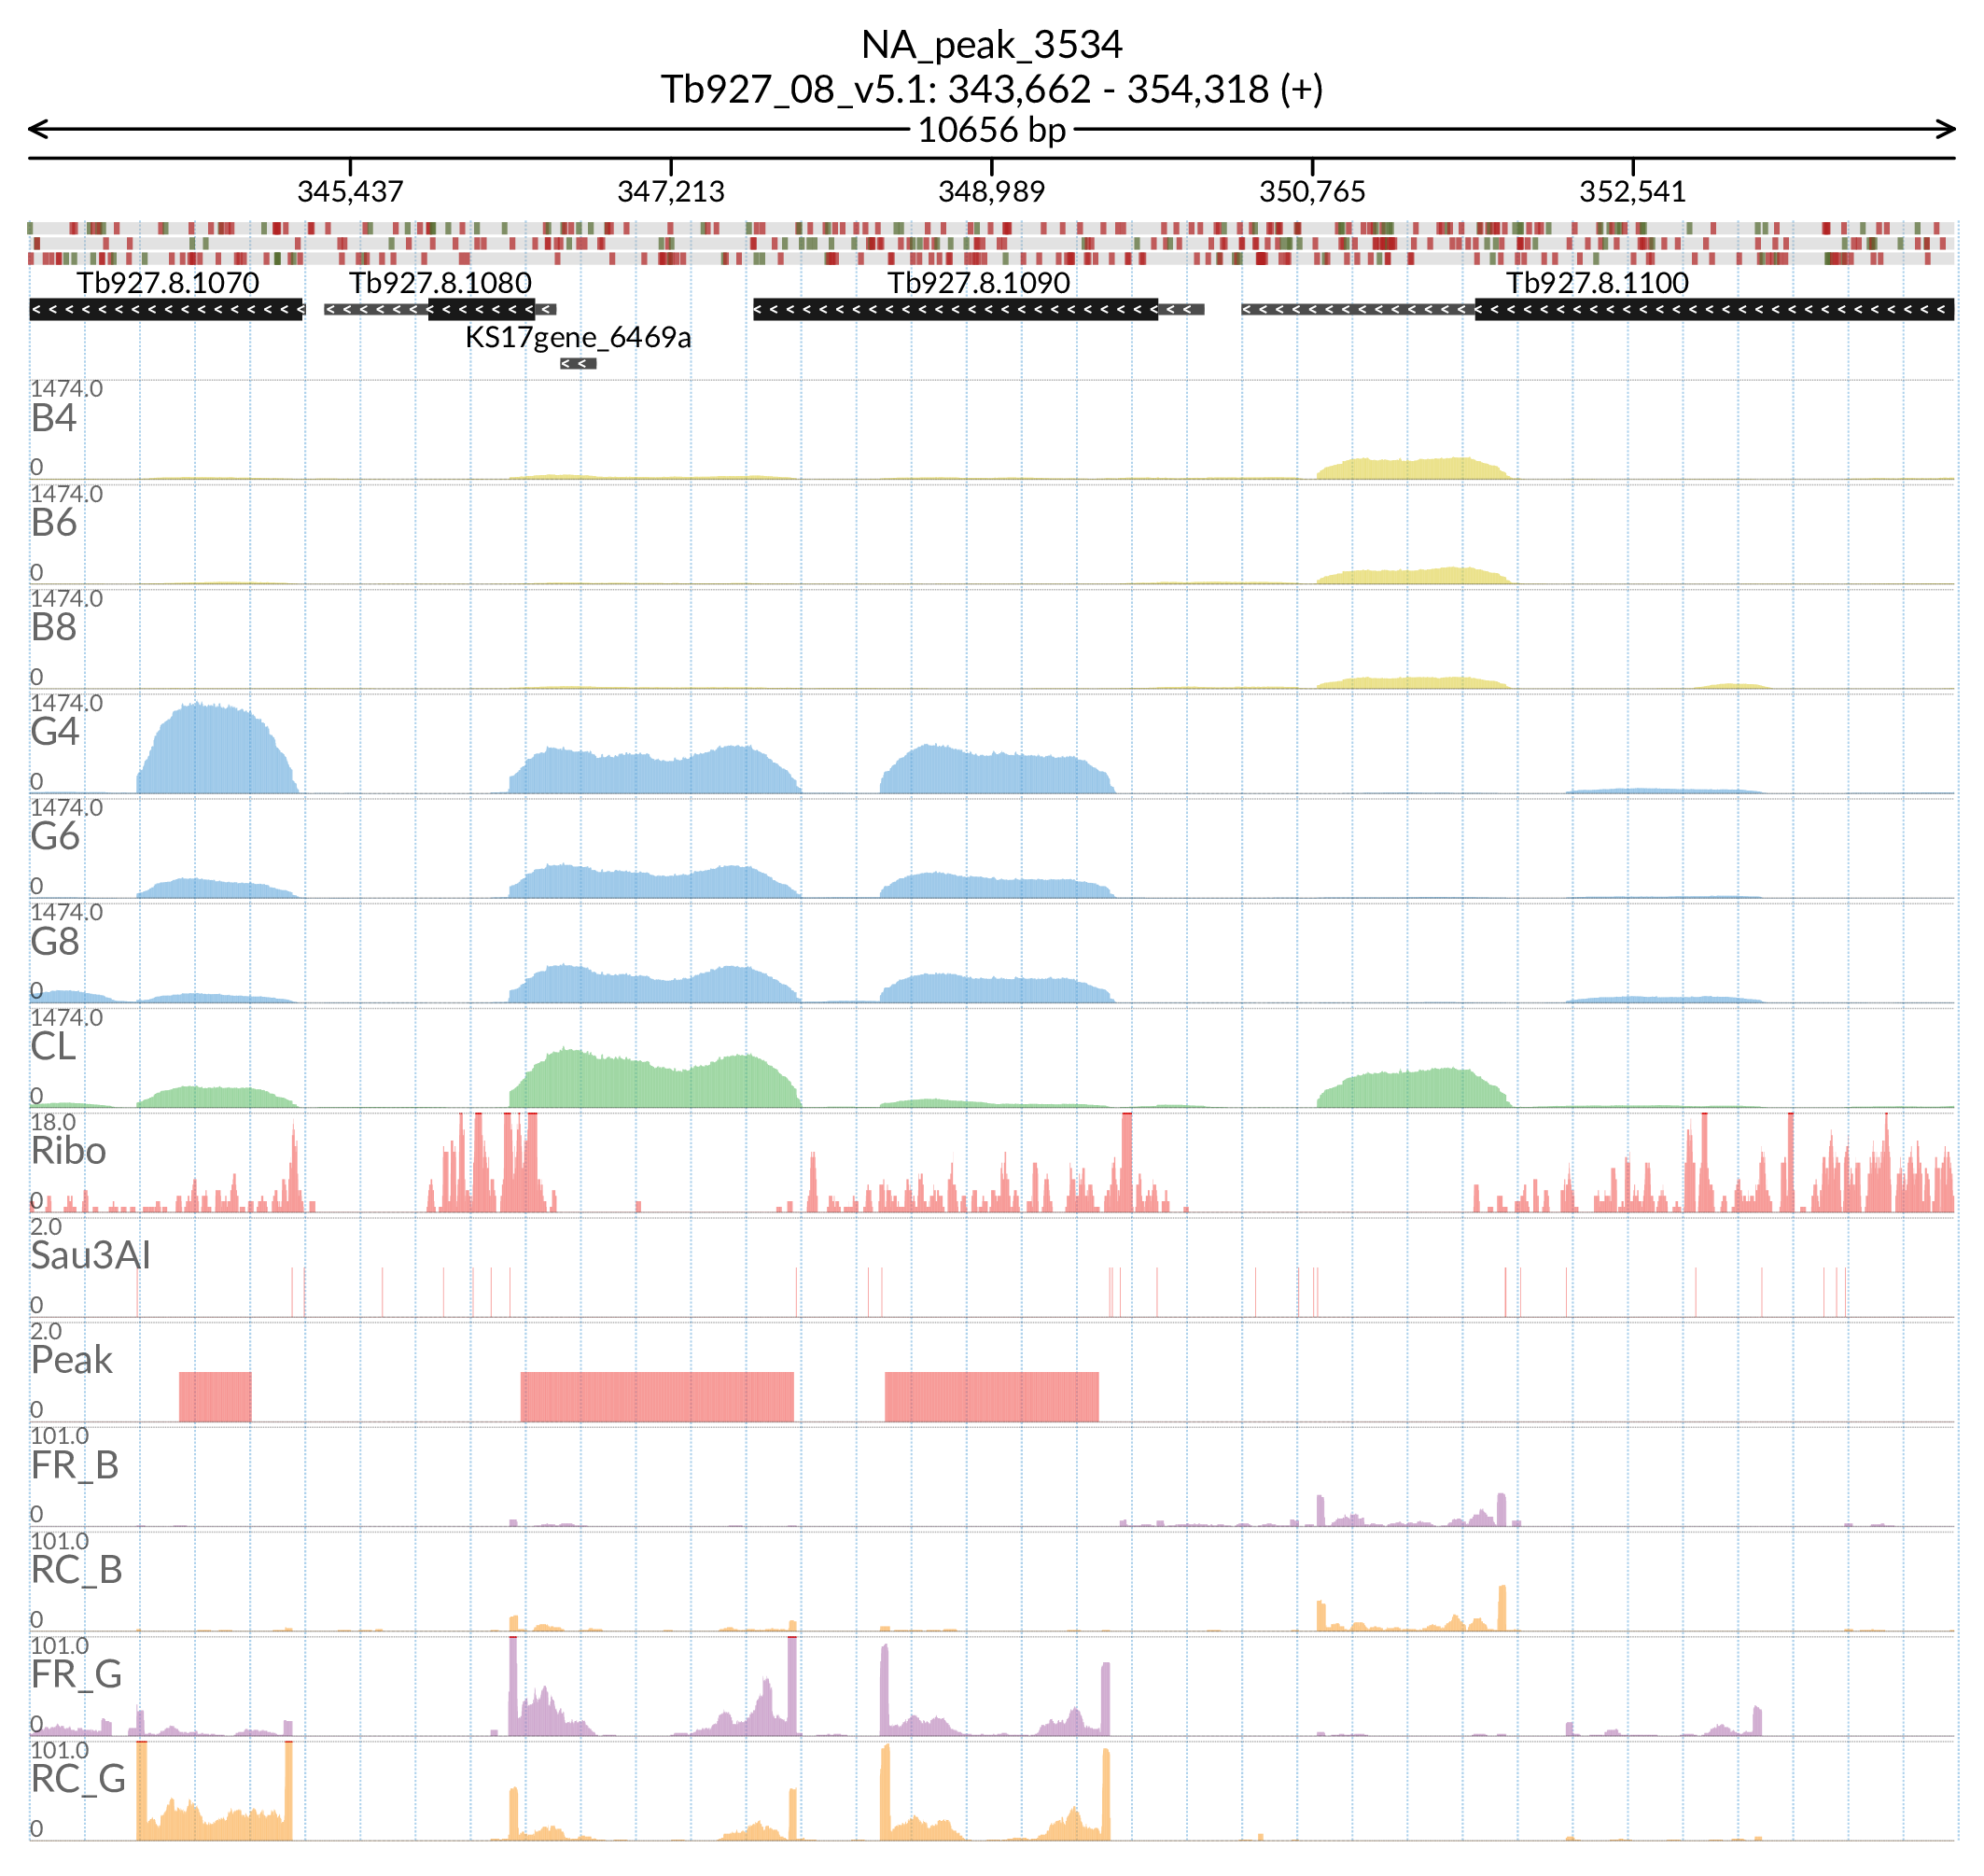 NA_peak_3534
Tb927_08_v5.1: 343,662 - 354,318 (+)
10656 bp
345,437 347,213 348,989 350,765 352,541
Tb927.8.1070 Tb927.8.1080 Tb927.8.1090 Tb927.8.1100
KS17gene_6469a
1474.0
B4
0
1474.0
B6
0
1474.0
B8
0
1474.0
G4
0
1474.0
G6
0
1474.0
G8
0
1474.0
CL
0
18.0
Ribo
0
2.0
Sau3AI
0
2.0
Peak
0
101.0
FR_B
0
101.0
RC_B
0
101.0
FR_G
0
101.0
RC_G
0